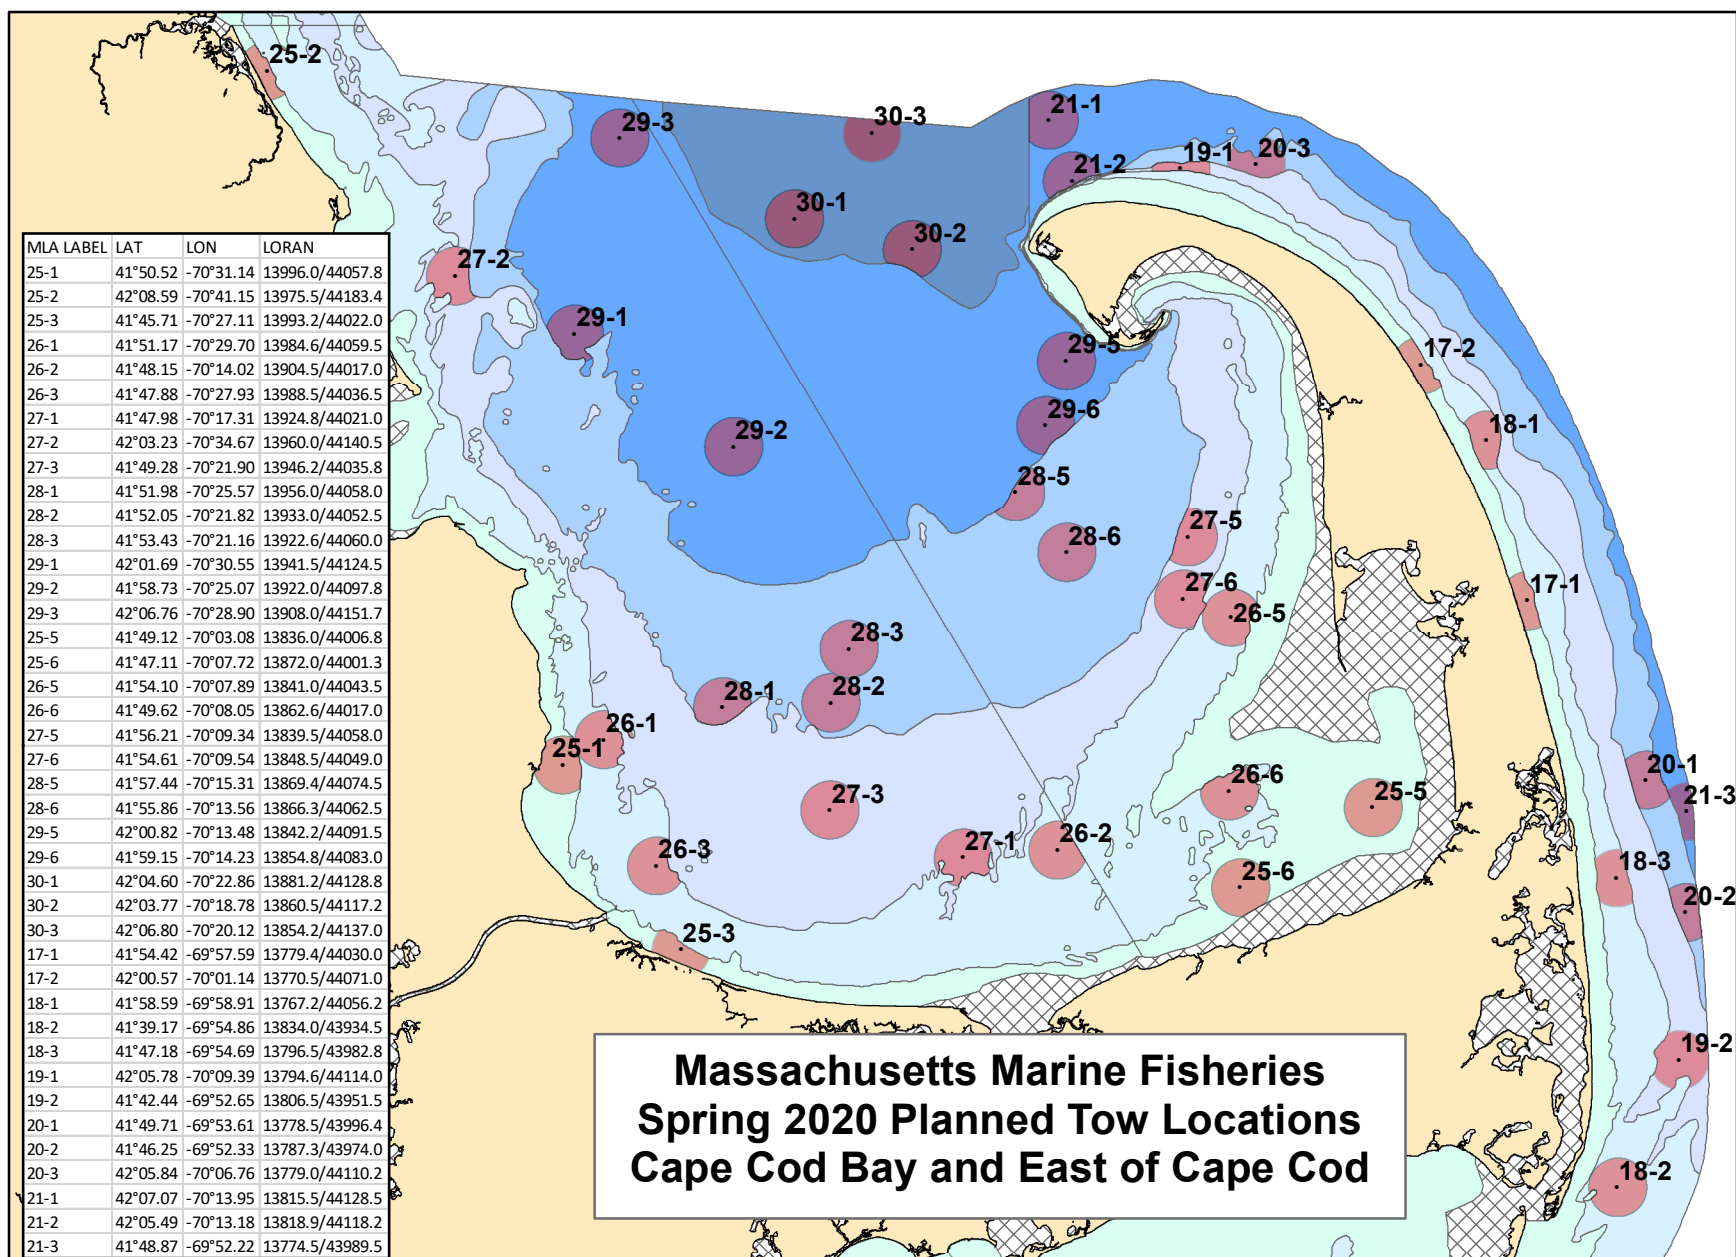 25-2
29-3
30-3
21-1
21-2
19-1
20-3
30-1
30-2
27-2
29-1
29-5
17-2
29-6
18-1
29-2
28-5
27-5
28-6
27-6
26-5
17-1
28-3
28-1
28-2
26-1
25-1
20-1
26-6
21-3
25-5
27-3
26-2
27-1
26-3
18-3
25-6
20-2
25-3
19-2
18-2
MLA LABEL LAT LON LORAN
25-1 41°50.52 -70°31.14 13996.0/44057.8
25-2 42°08.59 -70°41.15 13975.5/44183.4
25-3 41°45.71 -70°27.11 13993.2/44022.0
26-1 41°51.17 -70°29.70 13984.6/44059.5
26-2 41°48.15 -70°14.02 13904.5/44017.0
26-3 41°47.88 -70°27.93 13988.5/44036.5
27-1 41°47.98 -70°17.31 13924.8/44021.0
27-2 42°03.23 -70°34.67 13960.0/44140.5
27-3 41°49.28 -70°21.90 13946.2/44035.8
28-1 41°51.98 -70°25.57 13956.0/44058.0
28-2 41°52.05 -70°21.82 13933.0/44052.5
28-3 41°53.43 -70°21.16 13922.6/44060.0
29-1 42°01.69 -70°30.55 13941.5/44124.5
29-2 41°58.73 -70°25.07 13922.0/44097.8
29-3 42°06.76 -70°28.90 13908.0/44151.7
25-5 41°49.12 -70°03.08 13836.0/44006.8
25-6 41°47.11 -70°07.72 13872.0/44001.3
26-5 41°54.10 -70°07.89 13841.0/44043.5
26-6 41°49.62 -70°08.05 13862.6/44017.0
27-5 41°56.21 -70°09.34 13839.5/44058.0
27-6 41°54.61 -70°09.54 13848.5/44049.0
28-5 41°57.44 -70°15.31 13869.4/44074.5
28-6 41°55.86 -70°13.56 13866.3/44062.5
29-5 42°00.82 -70°13.48 13842.2/44091.5
29-6 41°59.15 -70°14.23 13854.8/44083.0
30-1 42°04.60 -70°22.86 13881.2/44128.8
30-2 42°03.77 -70°18.78 13860.5/44117.2
30-3 42°06.80 -70°20.12 13854.2/44137.0
17-1 41°54.42 -69°57.59 13779.4/44030.0
17-2 42°00.57 -70°01.14 13770.5/44071.0
18-1 41°58.59 -69°58.91 13767.2/44056.2
18-2 41°39.17 -69°54.86 13834.0/43934.5
18-3 41°47.18 -69°54.69 13796.5/43982.8
19-1 42°05.78 -70°09.39 13794.6/44114.0
19-2 41°42.44 -69°52.65 13806.5/43951.5
20-1 41°49.71 -69°53.61 13778.5/43996.4
20-2 41°46.25 -69°52.33 13787.3/43974.0
20-3 42°05.84 -70°06.76 13779.0/44110.2
21-1 42°07.07 -70°13.95 13815.5/44128.5
21-2 42°05.49 -70°13.18 13818.9/44118.2
21-3 41°48.87 -69°52.22 13774.5/43989.5
Massachusetts Marine Fisheries
Spring 2020 Planned Tow Locations
Cape Cod Bay and East of Cape Cod